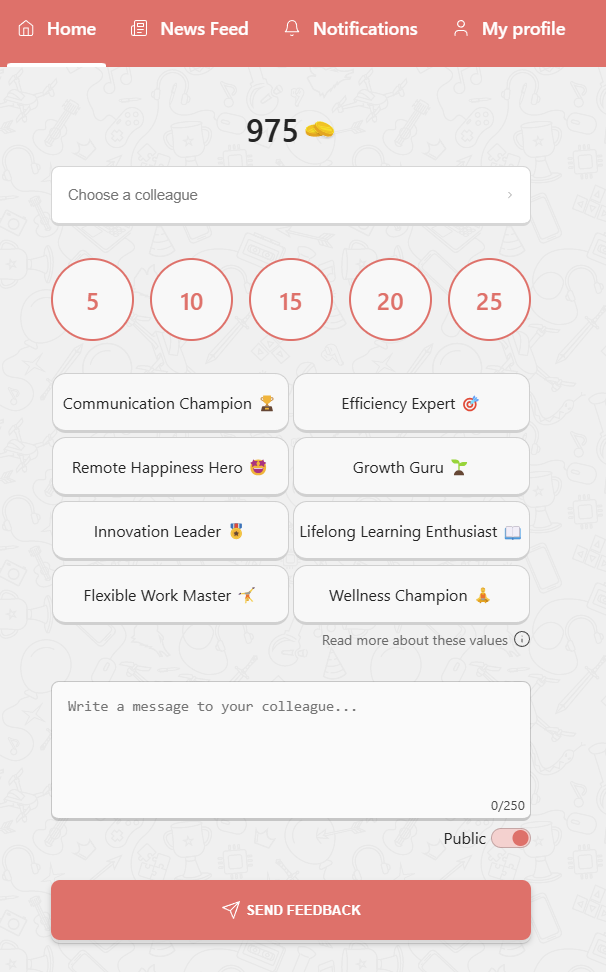 Home News Feed Notifications My profile
975
Choose a colleague
5 10 15 20 25
Communication Champion Efficiency Expert
Remote Happiness Hero Growth Guru
Innovation Leader Lifelong Learning Enthusiast
Flexible Work Master Wellness Champion
Read more about these values
Write a message to your colleague...
0/250
Public
SEND FEEDBACK